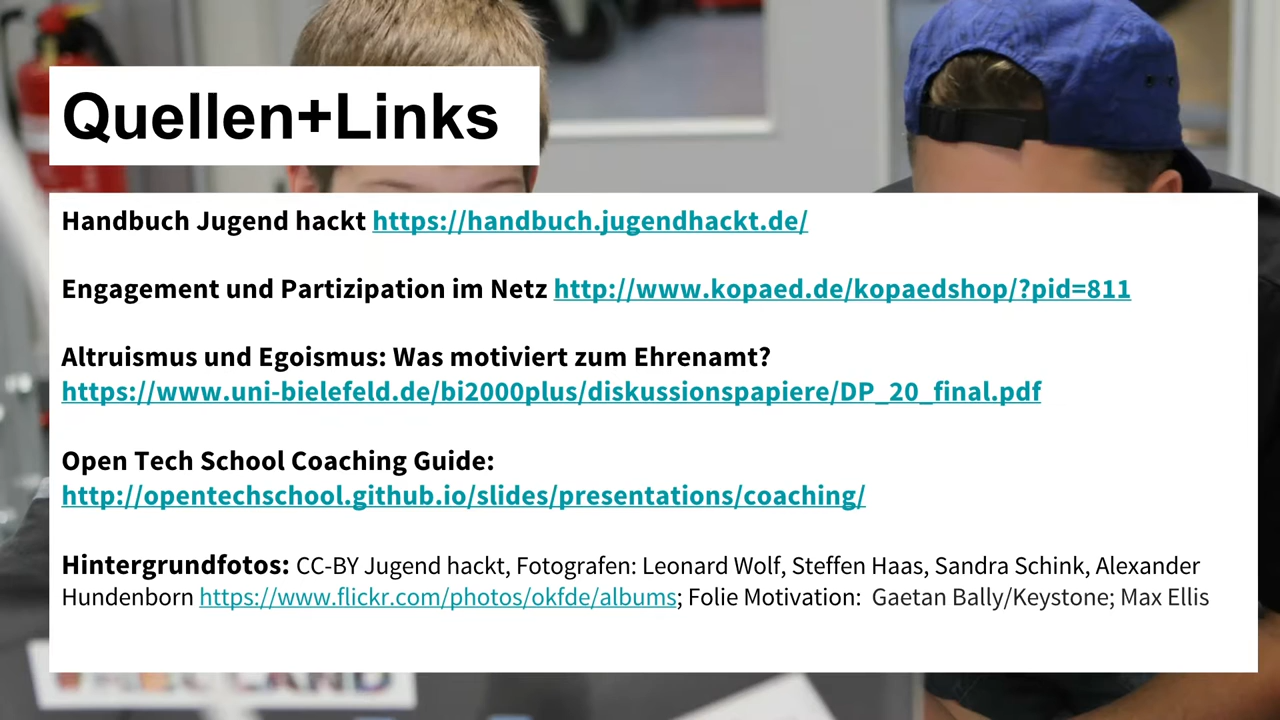 Quellen+Links
Handbuch Jugend hackt https://handbuch.jugendhackt.de/
Engagement und Partizipation im Netz http://www.kopaed.de/kopaedshop/?pid=811
Altruismus und Egoismus: Was motiviert zum Ehrenamt?
https://www.uni-bielefeld.de/bi2000plus/diskussionspapiere/DP_20_final.pdf
Open Tech School Coaching Guide:
http://opentechschool.github.io/slides/presentations/coaching/
Hintergrundfotos: CC-BY Jugend hackt, Fotografen: Leonard Wolf, Steffen Haas, Sandra Schink, Alexander
Hundenborn https://www.flickr.com/photos/okfde/albums; Folie Motivation: Gaetan Bally/Keystone; Max Ellis